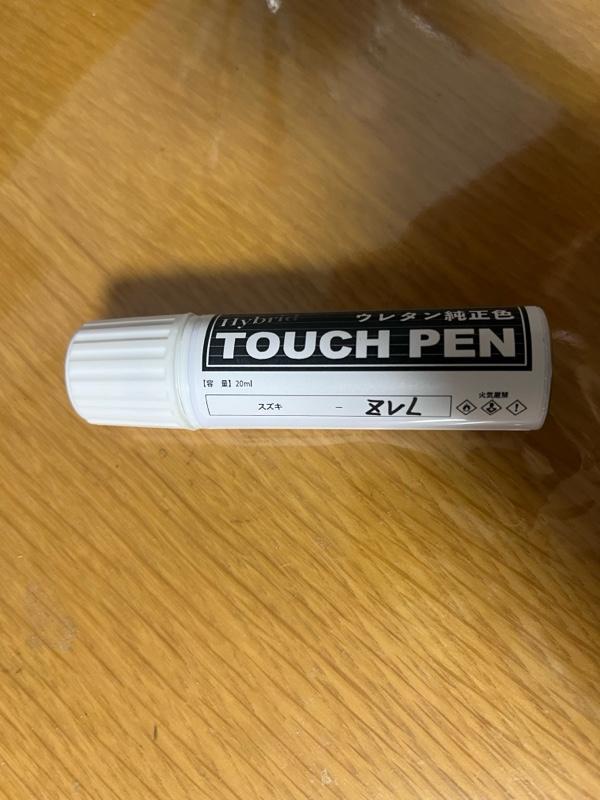 Hybrid
ウレタン純正色
TOUCH PEN
【容 量】20ml
スズキ － ZVL
火気厳禁